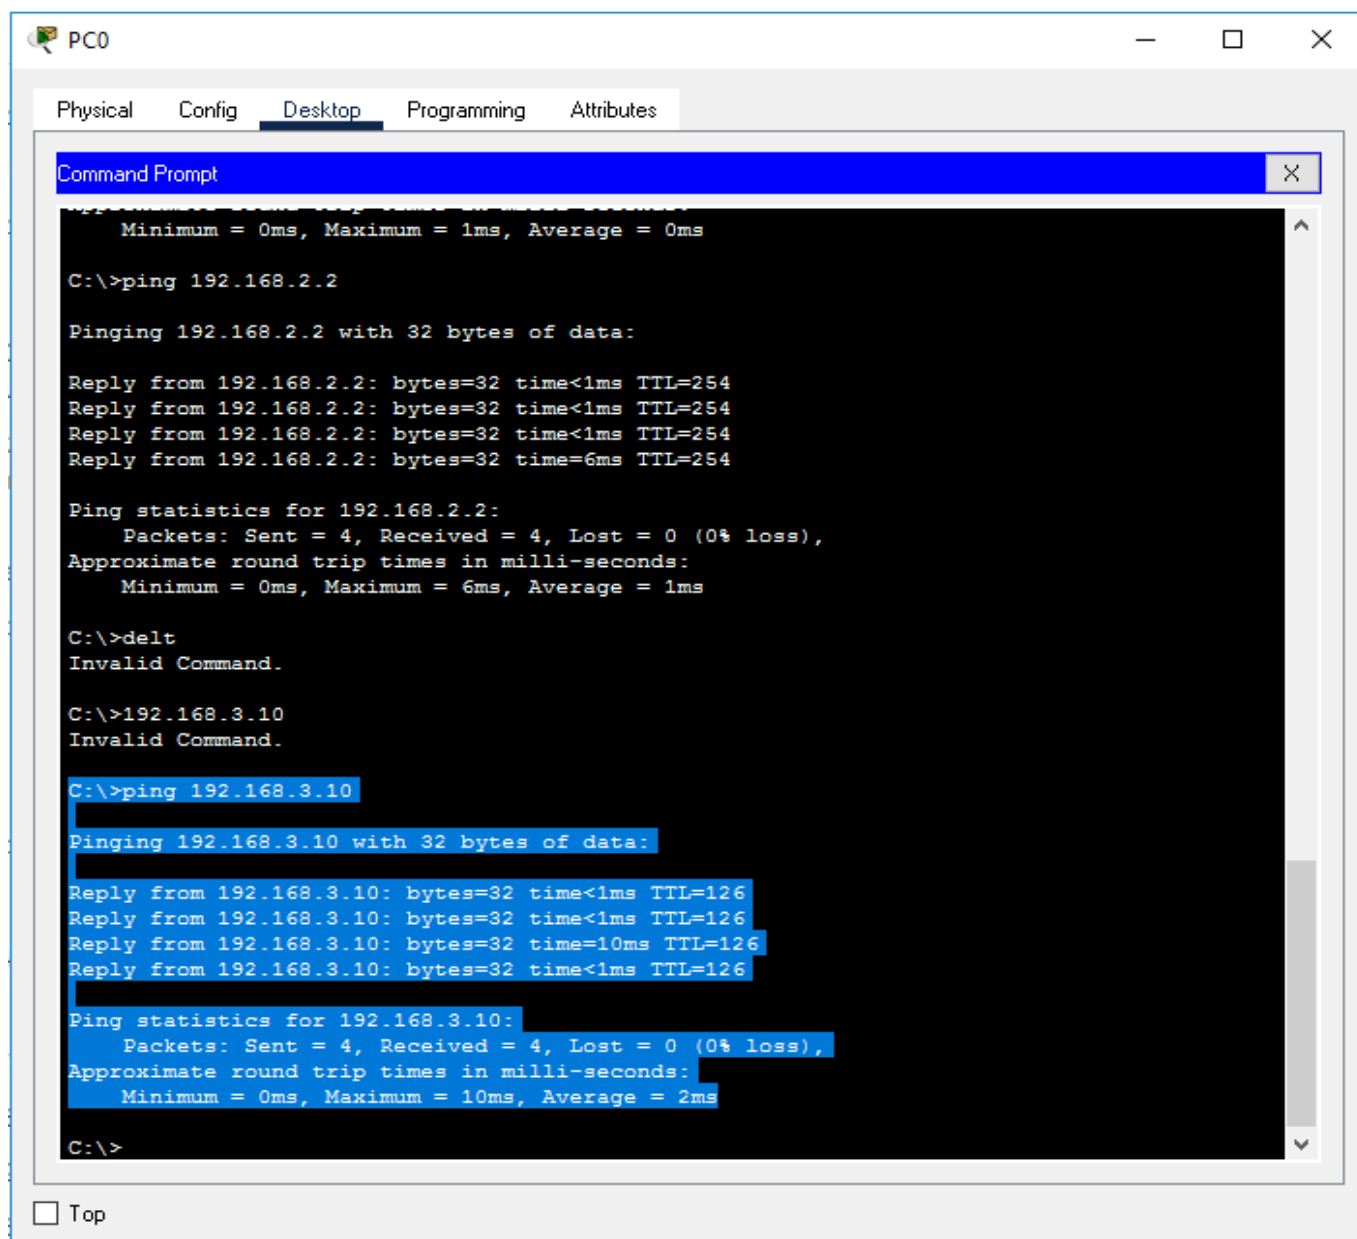 PC0
Physical Config Desktop Programming Attributes
Command Prompt
X
Approximate round trip times in milli-seconds:
    Minimum = 0ms, Maximum = 1ms, Average = 0ms
C:\>ping 192.168.2.2
Pinging 192.168.2.2 with 32 bytes of data:
Reply from 192.168.2.2: bytes=32 time<1ms TTL=254
Reply from 192.168.2.2: bytes=32 time<1ms TTL=254
Reply from 192.168.2.2: bytes=32 time<1ms TTL=254
Reply from 192.168.2.2: bytes=32 time=6ms TTL=254
Ping statistics for 192.168.2.2:
    Packets: Sent = 4, Received = 4, Lost = 0 (0% loss),
Approximate round trip times in milli-seconds:
    Minimum = 0ms, Maximum = 6ms, Average = 1ms
C:\>delt
Invalid Command.
C:\>192.168.3.10
Invalid Command.
C:\>ping 192.168.3.10
Pinging 192.168.3.10 with 32 bytes of data:
Reply from 192.168.3.10: bytes=32 time<1ms TTL=126
Reply from 192.168.3.10: bytes=32 time<1ms TTL=126
Reply from 192.168.3.10: bytes=32 time=10ms TTL=126
Reply from 192.168.3.10: bytes=32 time<1ms TTL=126
Ping statistics for 192.168.3.10:
    Packets: Sent = 4, Received = 4, Lost = 0 (0% loss),
Approximate round trip times in milli-seconds:
    Minimum = 0ms, Maximum = 10ms, Average = 2ms
C:\>
Top